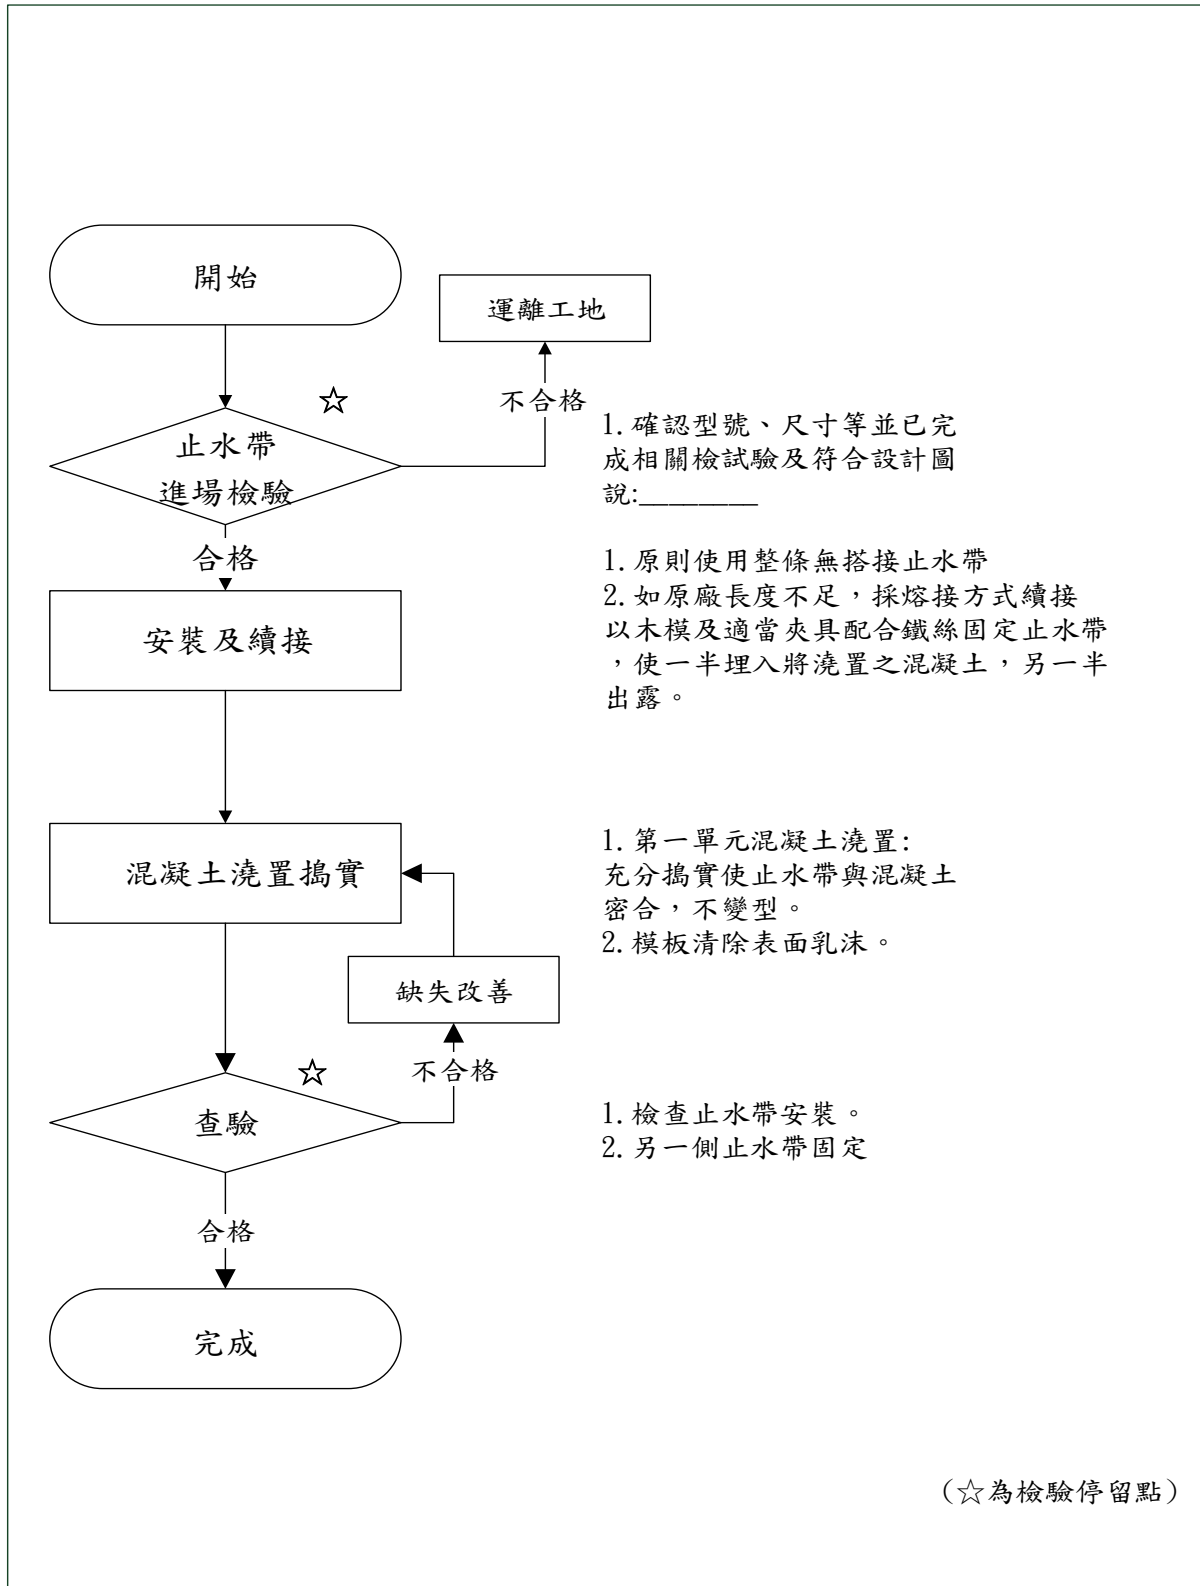 開始
運離工地
不合格
☆
止水帶
進場檢驗
1.確認型號、尺寸等並已完
成相關檢試驗及符合設計圖
說:________
合格
安裝及續接
1.原則使用整條無搭接止水帶
2.如原廠長度不足，採熔接方式續接
以木模及適當夾具配合鐵絲固定止水帶
，使一半埋入將澆置之混凝土，另一半
出露。
混凝土澆置搗實
1.第一單元混凝土澆置:
充分搗實使止水帶與混凝土
密合，不變型。
2.模板清除表面乳沫。
缺失改善
不合格
☆
查驗
1.檢查止水帶安裝。
2.另一側止水帶固定
合格
完成
（☆為檢驗停留點）